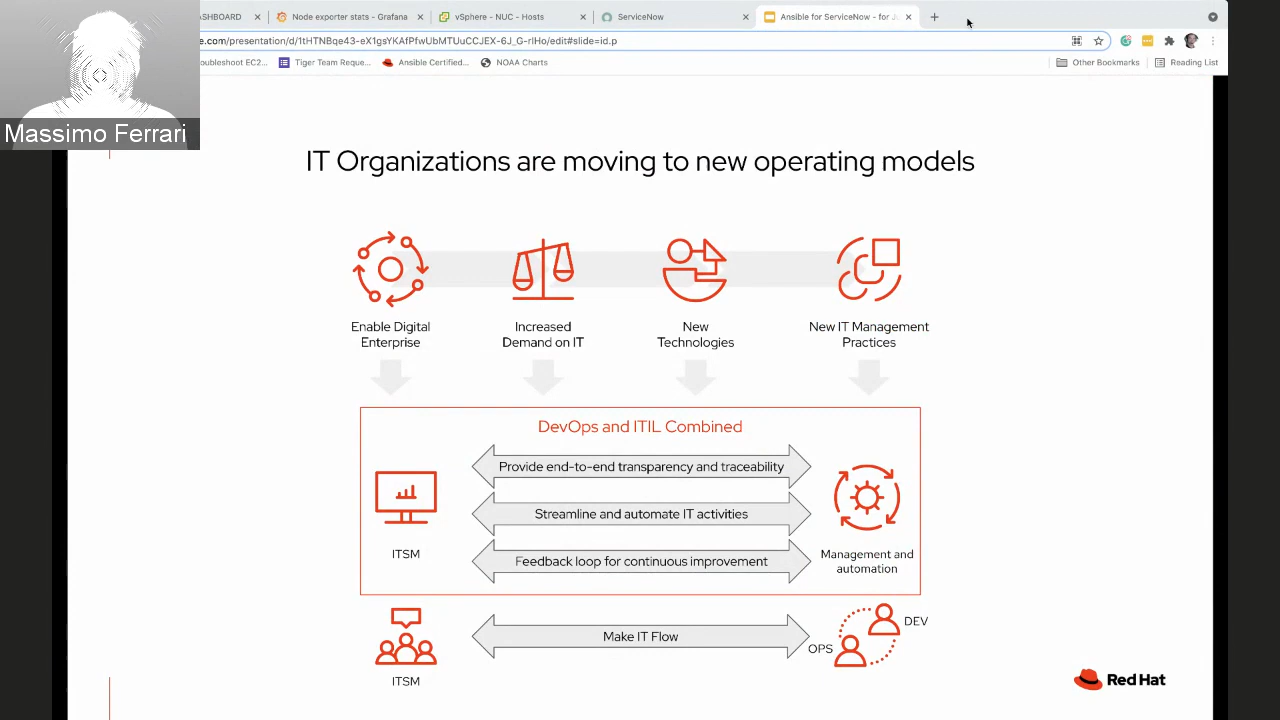 ASHBOARD
Node exporter stats - Grafana
vSphere - NUC - Hosts
ServiceNow
Ansible for ServiceNow - for J
e.com/presentation/d/1tHTNBqe43-eX1gsYKAfPfwUbMTUuCCJEX-6J_G-rlHo/edit#slide=id.p
oubleshoot EC2...
Tiger Team Reque...
Ansible Certified...
NOAA Charts
Other Bookmarks
Reading List
Massimo Ferrari
IT Organizations are moving to new operating models
Enable Digital
Enterprise
Increased
Demand on IT
New
Technologies
New IT Management
Practices
DevOps and ITIL Combined
Provide end-to-end transparency and traceability
Streamline and automate IT activities
Feedback loop for continuous improvement
ITSM
Management and
automation
Make IT Flow
ITSM
OPS
DEV
Red Hat